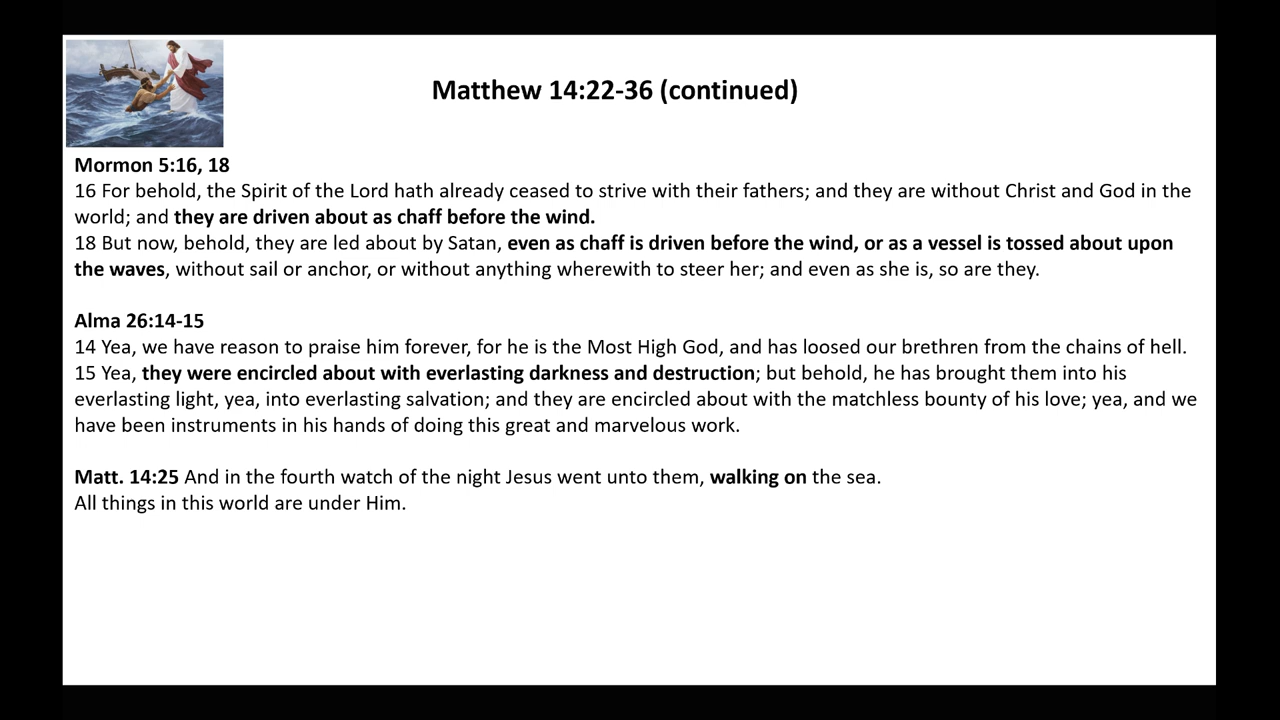 Matthew 14:22-36 (continued)
Mormon 5:16, 18
16 For behold, the Spirit of the Lord hath already ceased to strive with their fathers; and they are without Christ and God in the
world; and they are driven about as chaff before the wind.
18 But now, behold, they are led about by Satan, even as chaff is driven before the wind, or as a vessel is tossed about upon
the waves, without sail or anchor, or without anything wherewith to steer her; and even as she is, so are they.
Alma 26:14-15
14 Yea, we have reason to praise him forever, for he is the Most High God, and has loosed our brethren from the chains of hell.
15 Yea, they were encircled about with everlasting darkness and destruction; but behold, he has brought them into his
everlasting light, yea, into everlasting salvation; and they are encircled about with the matchless bounty of his love; yea, and we
have been instruments in his hands of doing this great and marvelous work.
Matt. 14:25 And in the fourth watch of the night Jesus went unto them, walking on the sea.
All things in this world are under Him.